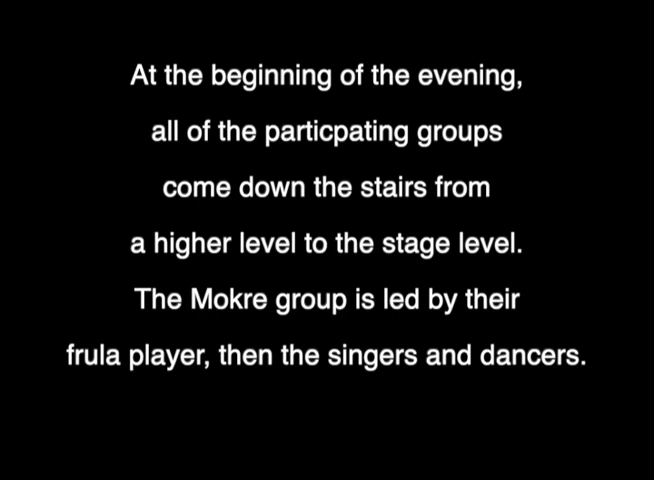 At the beginning of the evening,
all of the particpating groups
come down the stairs from
a higher level to the stage level.
The Mokre group is led by their
frula player, then the singers and dancers.